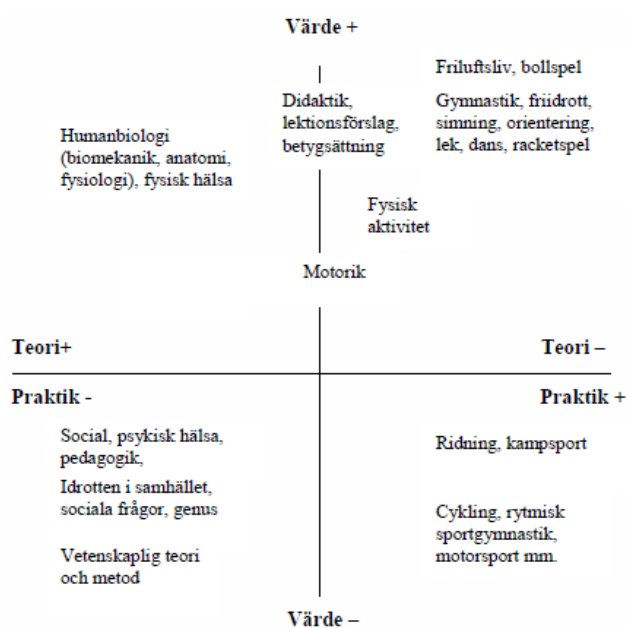 Värde +
Friluftsliv, bollspel
Didaktik,
lektionsförslag,
betygsättning
Gymnastik, friidrott,
simning, orientering,
lek, dans, racketspel
Humanbiologi
(biomekanik, anatomi,
fysiologi), fysisk hälsa
Fysisk
aktivitet
Motorik
Teori+
Teori –
Praktik -
Praktik +
Social, psykisk hälsa,
pedagogik,
Idrotten i samhället,
sociala frågor, genus
Vetenskaplig teori
och metod
Ridning, kampsport
Cykling, rytmisk
sportgymnastik,
motorsport mm.
Värde –